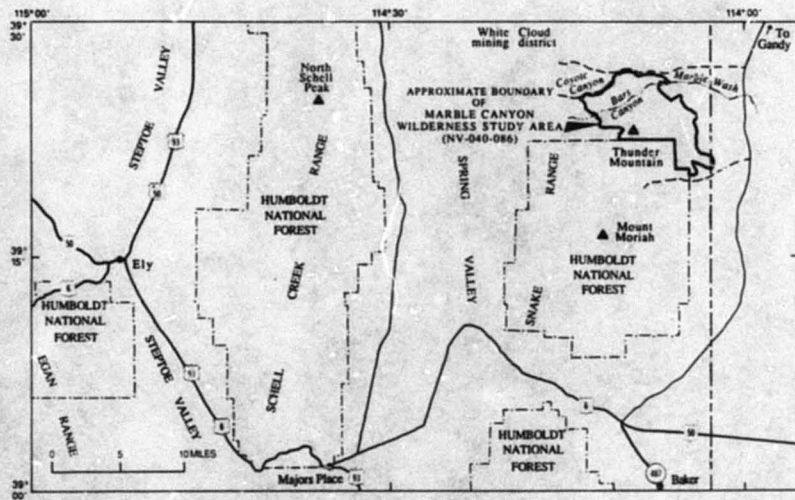 115°00'
114°30'
114°00'
39°
30'
White Cloud
mining district
To
Gandy
Coyote
Canyon
Marble Wash
Bars
Canyon
North
Schell
Peak
APPROXIMATE BOUNDARY
OF
MARBLE CANYON
WILDERNESS STUDY AREA
(NV-040-086)
Thunder
Mountain
STEPTOE VALLEY
93
50
RANGE
SPRING
RANGE
HUMBOLDT
NATIONAL
FOREST
Mount
Moriah
50
Ely
39°
15'
6
CREEK
VALLEY
HUMBOLDT
NATIONAL
FOREST
HUMBOLDT
NATIONAL
FOREST
SNAKE
EGAN
RANGE
STEPTOE
VALLEY
93
SCHELL
6
6
50
HUMBOLDT
NATIONAL
FOREST
0 5 10 MILES
Majors Place
93
487
Baker
39°
00'